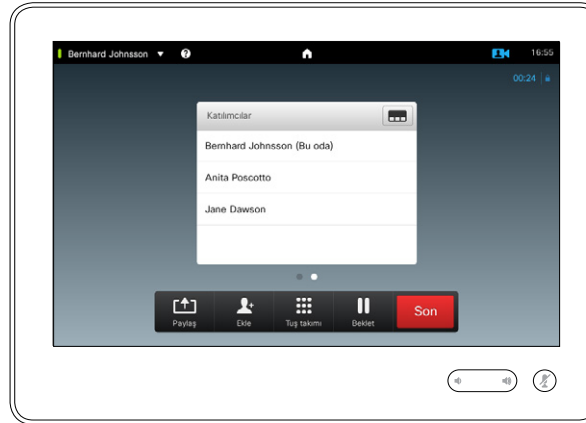 Bernhard Johnsson ? 16:55
00:24
Katılımcılar
Bernhard Johnsson (Bu oda)
Anita Poscotto
Jane Dawson
Paylaş Ekle Tuş takımı Beklet Son